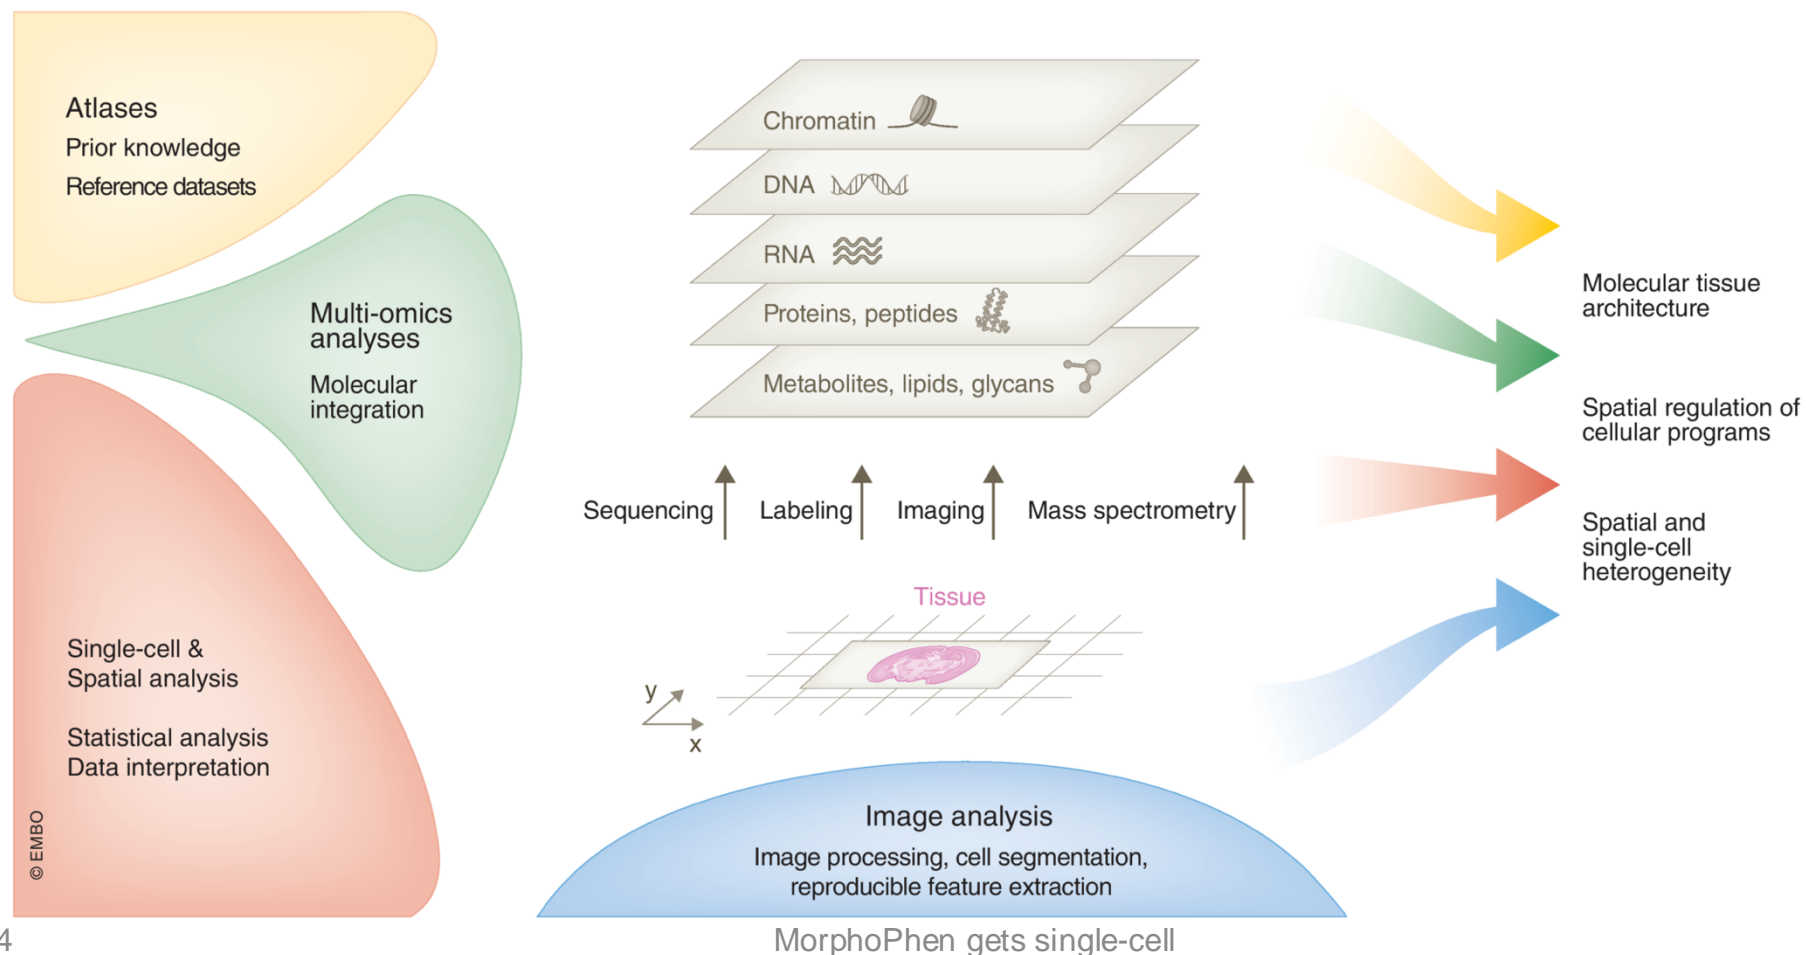 Atlases
Prior knowledge
Reference datasets
Multi-omics
analyses
Molecular
integration
Single-cell &
Spatial analysis
Statistical analysis
Data interpretation
© EMBO
Chromatin
DNA
RNA
Proteins, peptides
Metabolites, lipids, glycans
Sequencing
Labeling
Imaging
Mass spectrometry
Tissue
y
x
Image analysis
Image processing, cell segmentation,
reproducible feature extraction
Molecular tissue
architecture
Spatial regulation of
cellular programs
Spatial and
single-cell
heterogeneity
4
MorphoPhen gets single-cell